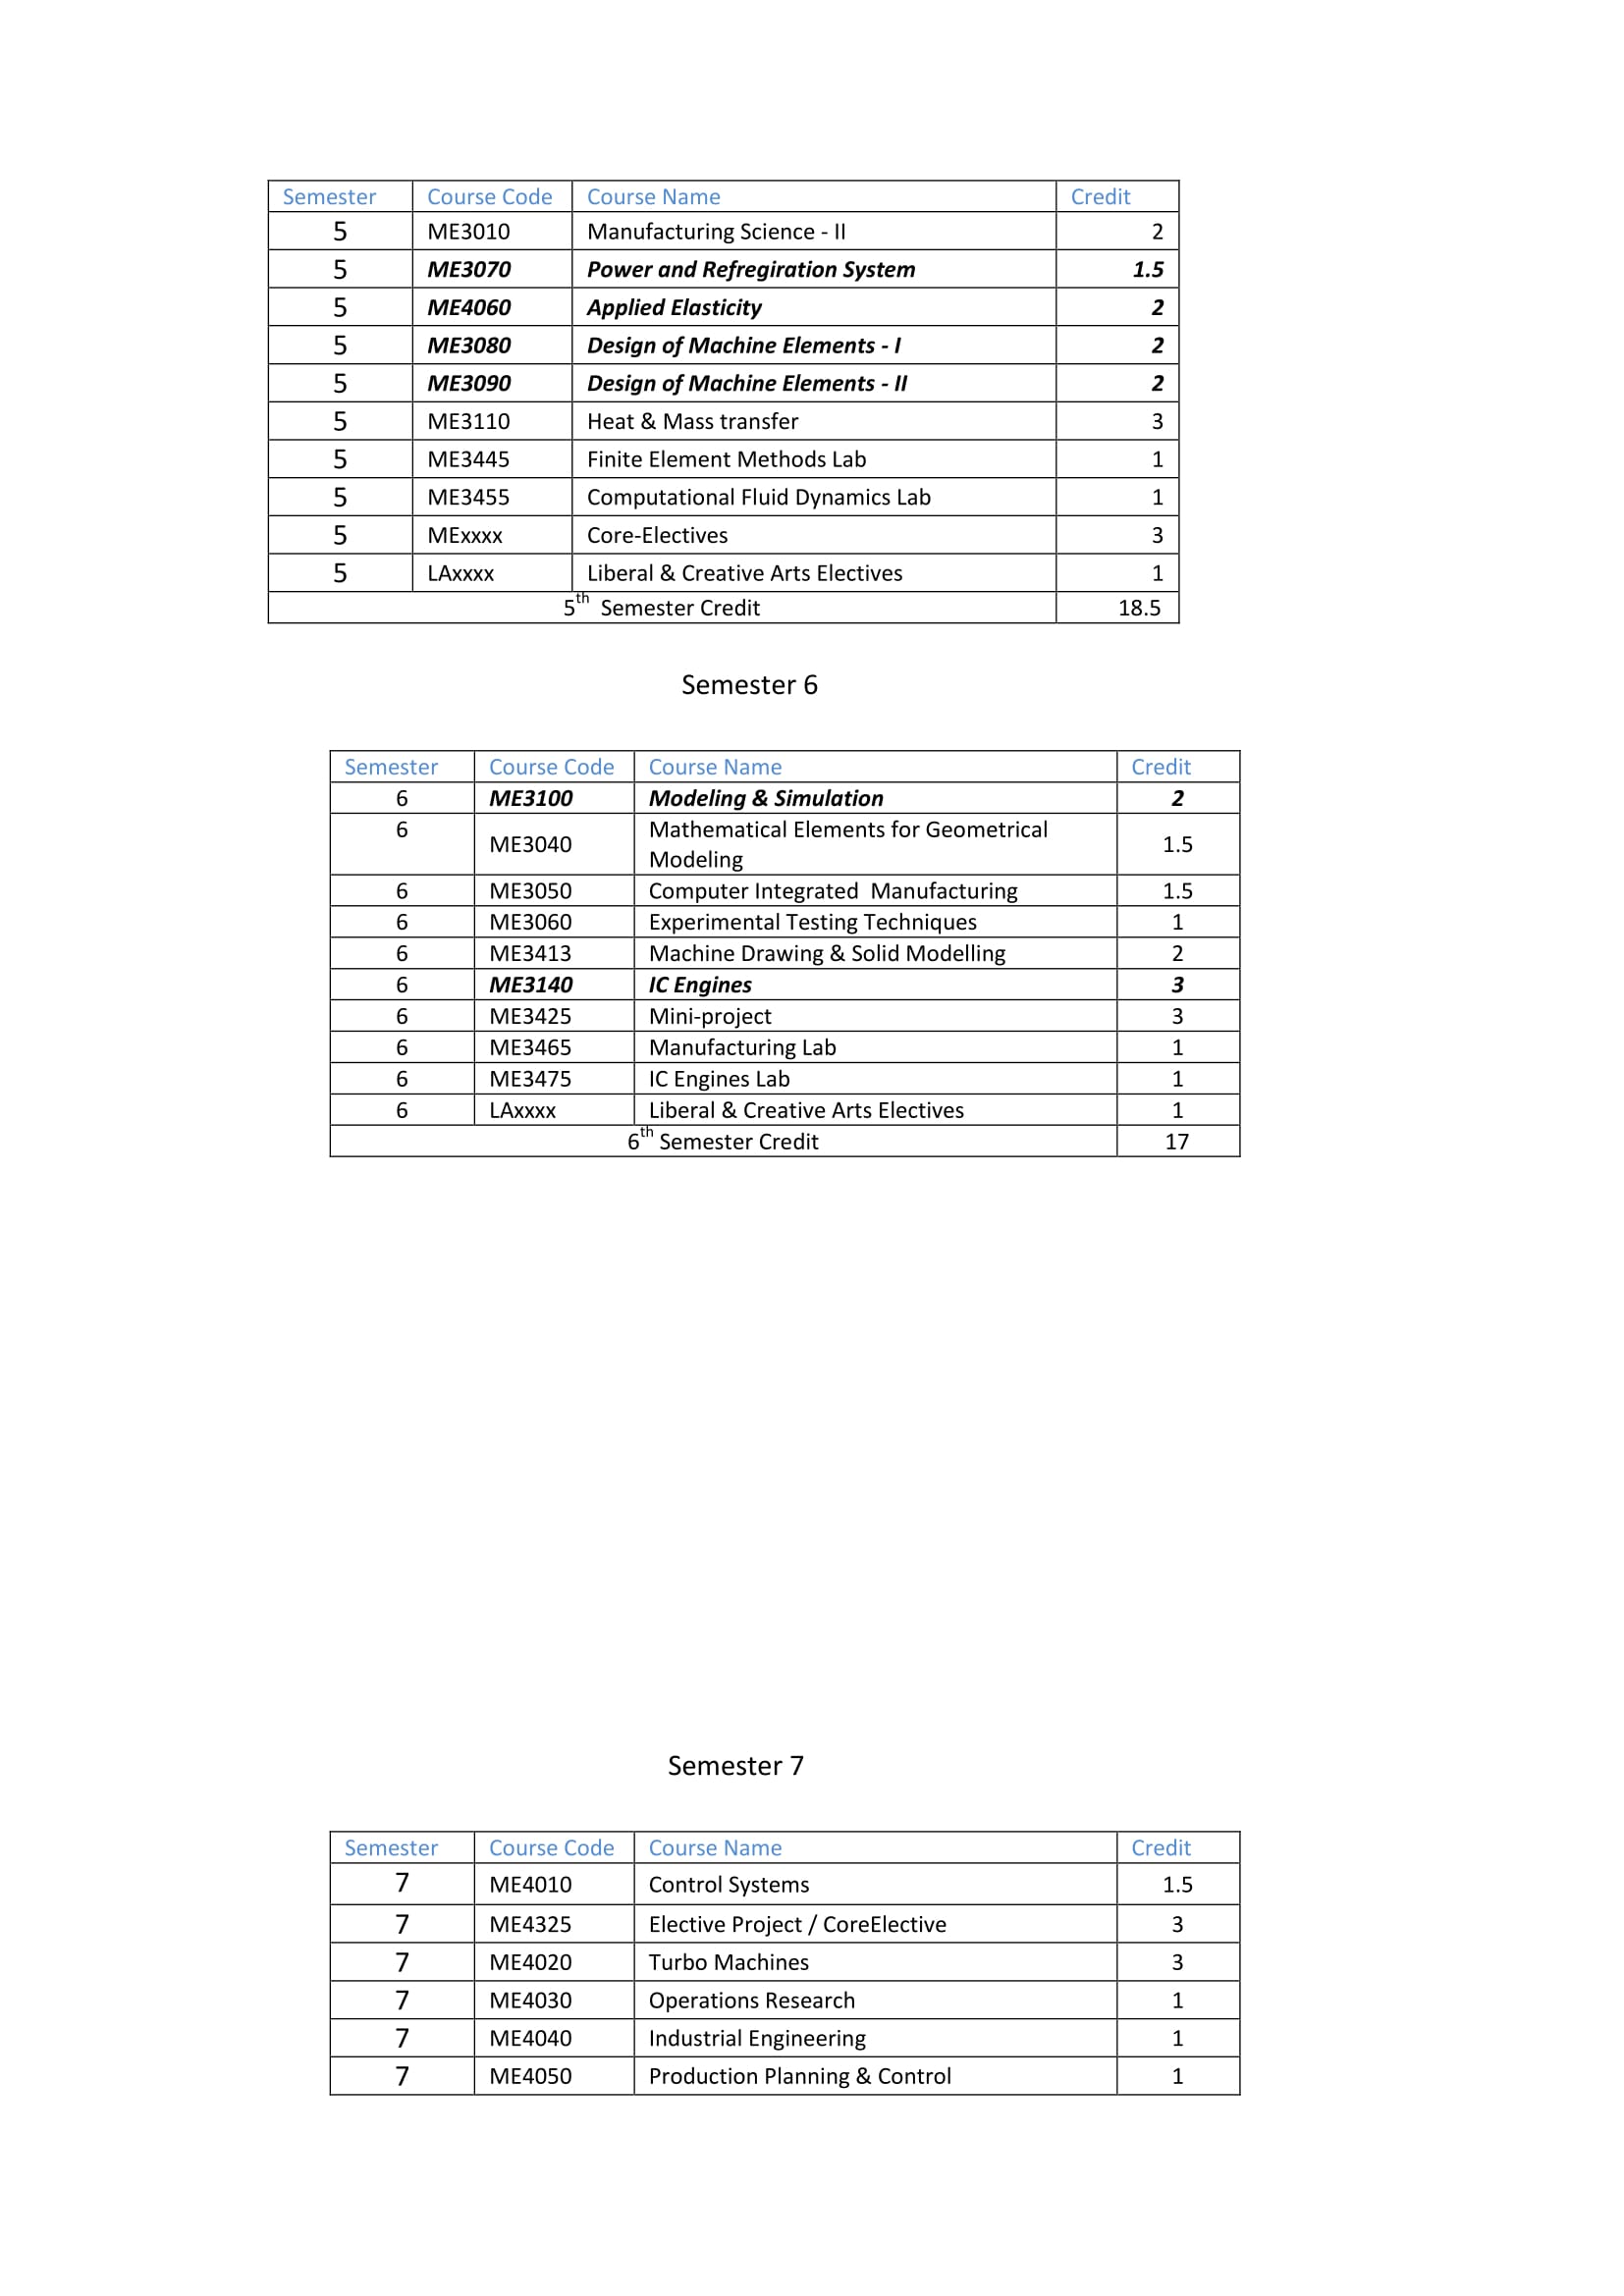 Semester Course Code Course Name Credit
5 ME3010 Manufacturing Science - II 2
5 ME3070 Power and Refregiration System 1.5
5 ME4060 Applied Elasticity 2
5 ME3080 Design of Machine Elements - I 2
5 ME3090 Design of Machine Elements - II 2
5 ME3110 Heat & Mass transfer 3
5 ME3445 Finite Element Methods Lab 1
5 ME3455 Computational Fluid Dynamics Lab 1
5 MExxxx Core-Electives 3
5 LAxxxx Liberal & Creative Arts Electives 1
5th Semester Credit 18.5
Semester 6
Semester Course Code Course Name Credit
6 ME3100 Modeling & Simulation 2
6 ME3040 Mathematical Elements for Geometrical
Modeling 1.5
6 ME3050 Computer Integrated Manufacturing 1.5
6 ME3060 Experimental Testing Techniques 1
6 ME3413 Machine Drawing & Solid Modelling 2
6 ME3140 IC Engines 3
6 ME3425 Mini-project 3
6 ME3465 Manufacturing Lab 1
6 ME3475 IC Engines Lab 1
6 LAxxxx Liberal & Creative Arts Electives 1
6th Semester Credit 17
Semester 7
Semester Course Code Course Name Credit
7 ME4010 Control Systems 1.5
7 ME4325 Elective Project / CoreElective 3
7 ME4020 Turbo Machines 3
7 ME4030 Operations Research 1
7 ME4040 Industrial Engineering 1
7 ME4050 Production Planning & Control 1